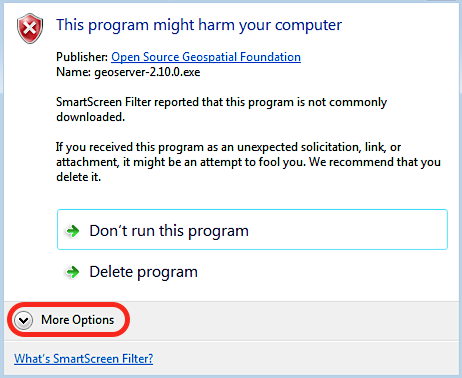 This program might harm your computer
Publisher: Open Source Geospatial Foundation
Name: geoserver-2.10.0.exe
SmartScreen Filter reported that this program is not commonly
downloaded.
If you received this program as an unexpected solicitation, link, or
attachment, it might be an attempt to fool you. We recommend that you
delete it.
Don't run this program
Delete program
More Options
What's SmartScreen Filter?